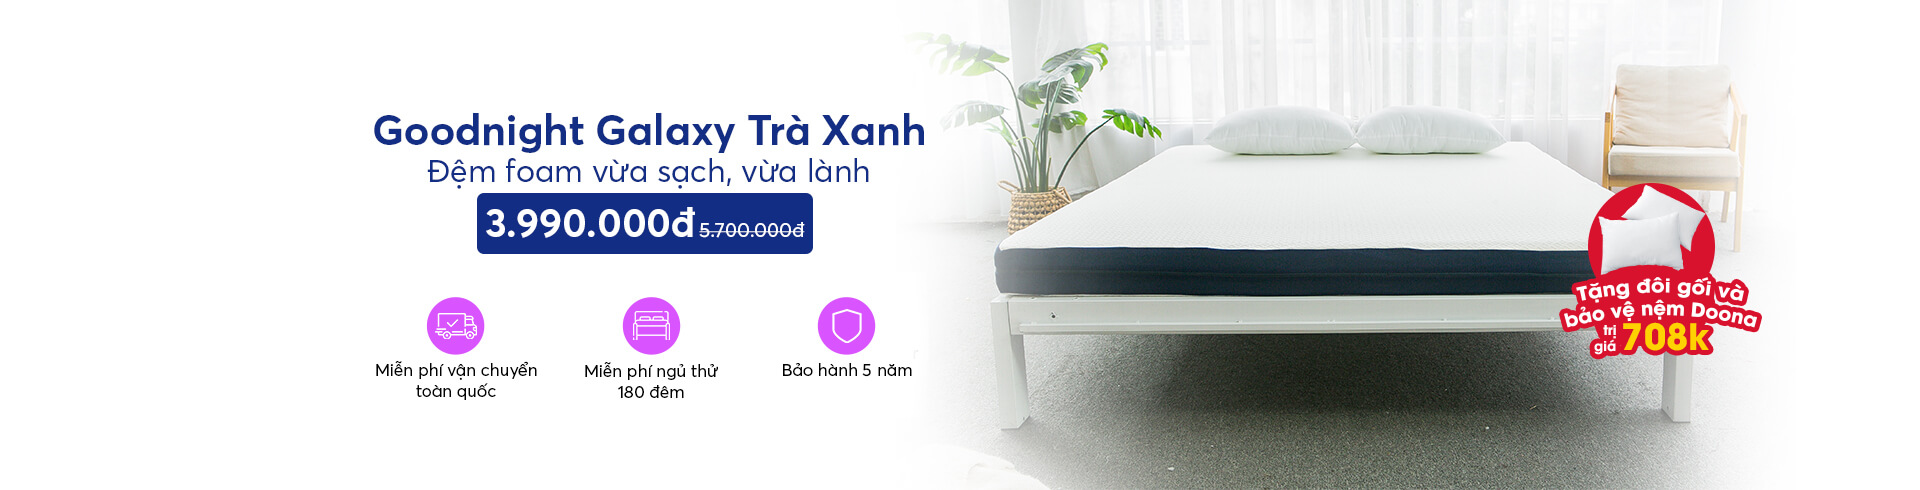 Goodnight Galaxy Trà Xanh
Đệm foam vừa sạch, vừa lành
3.990.000đ 5.700.000đ
Miễn phí vận chuyển
toàn quốc
Miễn phí ngủ thử
180 đêm
Bảo hành 5 năm
Tặng đôi gối và
bảo vệ nệm Doona
trị
giá 708k